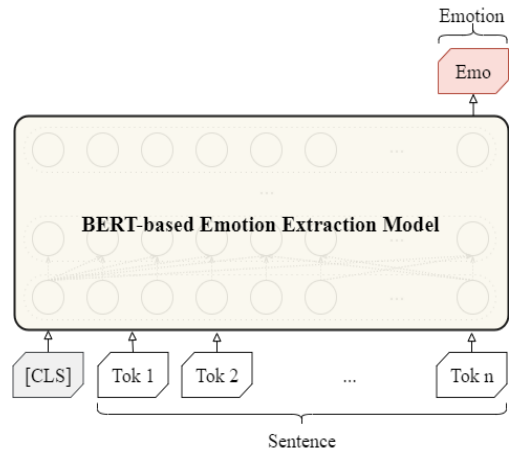 Emotion
Emo
...
...
BERT-based Emotion Extraction Model
...
...
[CLS] Tok 1 Tok 2 ... Tok n
Sentence